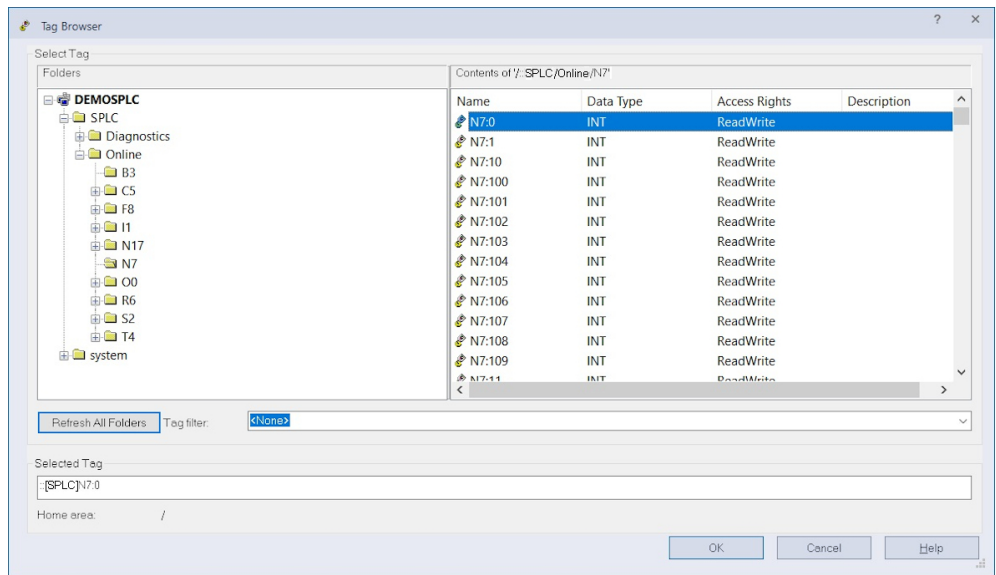 Tag Browser
Select Tag
Folders
DEMOSPLC
SPLC
Diagnostics
Online
B3
C5
F8
I1
N17
N7
O0
R6
S2
T4
system
Contents of '/::SPLC/Online/N7'
Name Data Type Access Rights Description
N7:0 INT ReadWrite
N7:1 INT ReadWrite
N7:10 INT ReadWrite
N7:100 INT ReadWrite
N7:101 INT ReadWrite
N7:102 INT ReadWrite
N7:103 INT ReadWrite
N7:104 INT ReadWrite
N7:105 INT ReadWrite
N7:106 INT ReadWrite
N7:107 INT ReadWrite
N7:108 INT ReadWrite
N7:109 INT ReadWrite
N7:11 INT ReadWrite
Refresh All Folders Tag filter: <None>
Selected Tag
::[SPLC]N7:0
Home area: /
OK Cancel Help